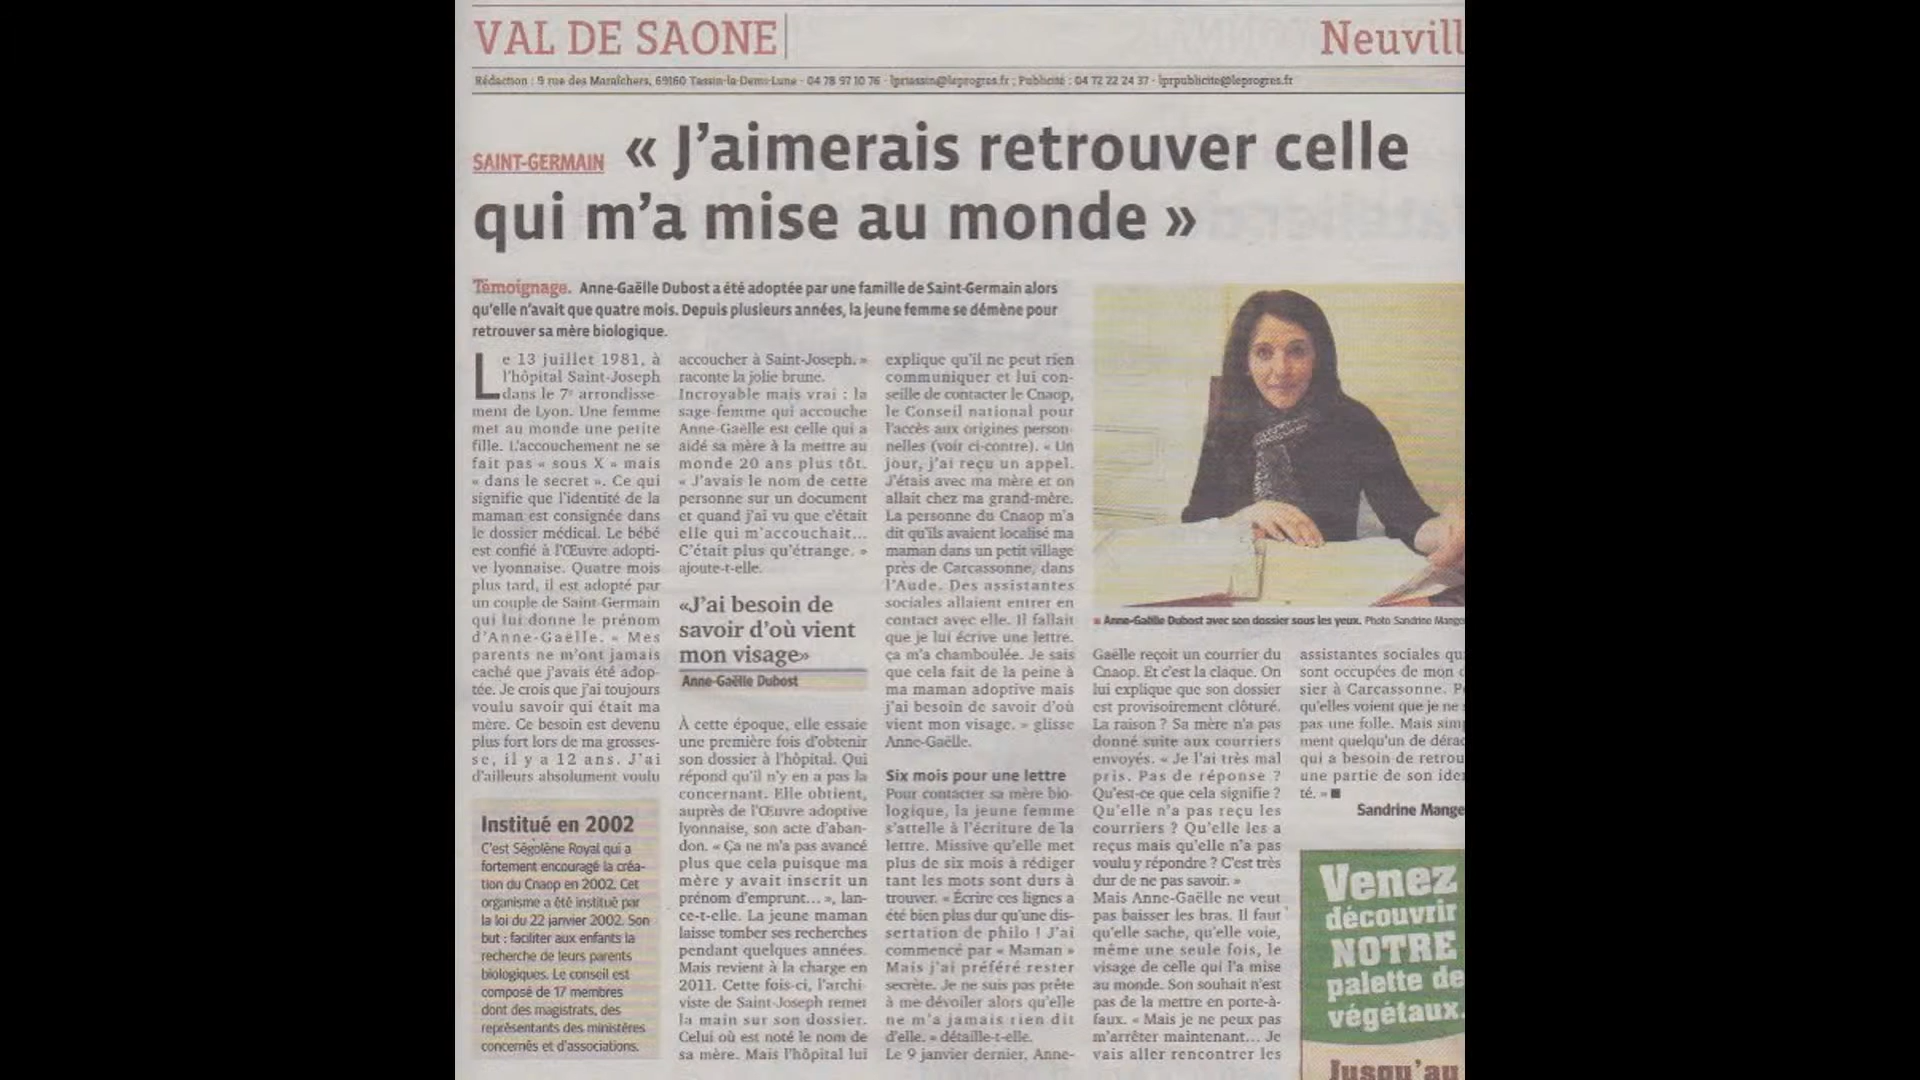 VAL DE SAONE
Neuvill
Rédaction : 9 rue des Maraîchers, 69160 Tassin-la-Demi-Lune - 04 78 97 10 76 - lprtassin@leprogres.fr ; Publicité : 04 72 22 24 37 - lprpublicite@leprogres.fr
SAINT-GERMAIN « J'aimerais retrouver celle
qui m'a mise au monde »
Témoignage. Anne-Gaëlle Dubost a été adoptée par une famille de Saint-Germain alors
qu'elle n'avait que quatre mois. Depuis plusieurs années, la jeune femme se démène pour
retrouver sa mère biologique.
Le 13 juillet 1981, à
l'hôpital Saint-Joseph
dans le 7e arrondisse-
ment de Lyon. Une femme
met au monde une petite
fille. L'accouchement ne se
fait pas « sous X » mais
« dans le secret ». Ce qui
signifie que l'identité de la
maman est consignée dans
le dossier médical. Le bébé
est confié à l'Œuvre adopti-
ve lyonnaise. Quatre mois
plus tard, il est adopté par
un couple de Saint-Germain
qui lui donne le prénom
d'Anne-Gaëlle. « Mes
parents ne m'ont jamais
caché que j'avais été adop-
tée. Je crois que j'ai toujours
voulu savoir qui était ma
mère. Ce besoin est devenu
plus fort lors de ma grosses-
se, il y a 12 ans. J'ai
d'ailleurs absolument voulu
accoucher à Saint-Joseph. »
raconte la jolie brune.
Incroyable mais vrai : la
sage-femme qui accouche
Anne-Gaëlle est celle qui a
aidé sa mère à la mettre au
monde 20 ans plus tôt.
« J'avais le nom de cette
personne sur un document
et quand j'ai vu que c'était
elle qui m'accouchait...
C'était plus qu'étrange. »
ajoute-t-elle.
«J'ai besoin de
savoir d'où vient
mon visage»
Anne-Gaëlle Dubost
À cette époque, elle essaie
une première fois d'obtenir
son dossier à l'hôpital. Qui
répond qu'il n'y en a pas la
concernant. Elle obtient,
auprès de l'Œuvre adoptive
lyonnaise, son acte d'aban-
don. « Ça ne m'a pas avancé
plus que cela puisque ma
mère y avait inscrit un
prénom d'emprunt... », lan-
ce-t-elle. La jeune maman
laisse tomber ses recherches
pendant quelques années.
Mais revient à la charge en
2011. Cette fois-ci, l'archi-
viste de Saint-Joseph remet
la main sur son dossier.
Celui où est noté le nom de
sa mère. Mais l'hôpital lui
explique qu'il ne peut rien
communiquer et lui con-
seille de contacter le Cnaop,
le Conseil national pour
l'accès aux origines person-
nelles (voir ci-contre). « Un
jour, j'ai reçu un appel.
J'étais avec ma mère et on
allait chez ma grand-mère.
La personne du Cnaop m'a
dit qu'ils avaient localisé ma
maman dans un petit village
près de Carcassonne, dans
l'Aude. Des assistantes
sociales allaient entrer en
contact avec elle. Il fallait
que je lui écrive une lettre.
ça m'a chamboulée. Je sais
que cela fait de la peine à
ma maman adoptive mais
j'ai besoin de savoir d'où
vient mon visage. » glisse
Anne-Gaëlle.
Six mois pour une lettre
Pour contacter sa mère bio-
logique, la jeune femme
s'attelle à l'écriture de la
lettre. Missive qu'elle met
plus de six mois à rédiger
tant les mots sont durs à
trouver. « Écrire ces lignes a
été bien plus dur qu'une dis-
sertation de philo ! J'ai
commencé par « Maman »
Mais j'ai préféré rester
secrète. Je ne suis pas prête
à me dévoiler alors qu'elle
ne m'a jamais rien dit
d'elle. » détaille-t-elle.
Le 9 janvier dernier, Anne-
■ Anne-Gaëlle Dubost avec son dossier sous les yeux. Photo Sandrine Mange
Gaëlle reçoit un courrier du
Cnaop. Et c'est la claque. On
lui explique que son dossier
est provisoirement clôturé.
La raison ? Sa mère n'a pas
donné suite aux courriers
envoyés. « Je l'ai très mal
pris. Pas de réponse ?
Qu'est-ce que cela signifie ?
Qu'elle n'a pas reçu les
courriers ? Qu'elle les a
reçus mais qu'elle n'a pas
voulu y répondre ? C'est très
dur de ne pas savoir. »
Mais Anne-Gaëlle ne veut
pas baisser les bras. Il faut
qu'elle sache, qu'elle voie,
même une seule fois, le
visage de celle qui l'a mise
au monde. Son souhait n'est
pas de la mettre en porte-à-
faux. « Mais je ne peux pas
m'arrêter maintenant... Je
vais aller rencontrer les
assistantes sociales qu
sont occupées de mon
sier à Carcassonne. P
qu'elles voient que je ne
pas une folle. Mais sim
ment quelqu'un de dérac
qui a besoin de retrou
une partie de son iden
té. » ■
Sandrine Mange
Institué en 2002
C'est Ségolène Royal qui a
fortement encouragé la créa-
tion du Cnaop en 2002. Cet
organisme a été institué par
la loi du 22 janvier 2002. Son
but : faciliter aux enfants la
recherche de leurs parents
biologiques. Le conseil est
composé de 17 membres
dont des magistrats, des
représentants des ministères
concernés et d'associations.
Venez
découvrir
NOTRE
palette de
végétaux.
Jusqu'au